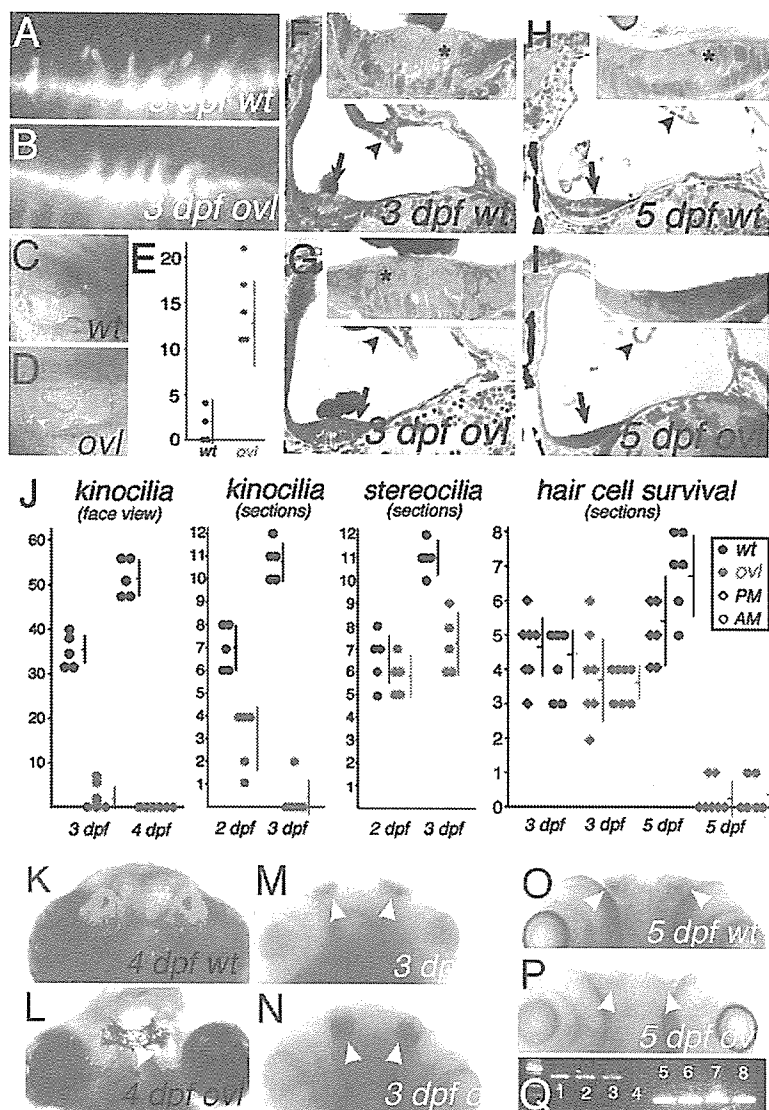 A
3 dpf wt
B
3 dpf ovl
C
wt
D
ovl
E
20
15
10
5
0
wt
ovl
F
*
3 dpf wt
G
*
3 dpf ovl
H
*
5 dpf wt
I
5 dpf ovl
J
kinocilia
(face view)
60
50
40
30
20
10
3 dpf
4 dpf
kinocilia
(sections)
12
11
10
9
8
7
6
5
4
3
2
1
2 dpf
3 dpf
stereocilia
(sections)
12
11
10
9
8
7
6
5
4
3
2
1
2 dpf
3 dpf
hair cell survival
(sections)
8
7
6
5
4
3
2
1
0
3 dpf
3 dpf
5 dpf
5 dpf
wt
ovl
PM
AM
K
4 dpf wt
L
4 dpf ovl
M
3 dp
N
3 dpf o
O
5 dpf wt
P
5 dpf ovl
Q
1 2 3 4 5 6 7 8